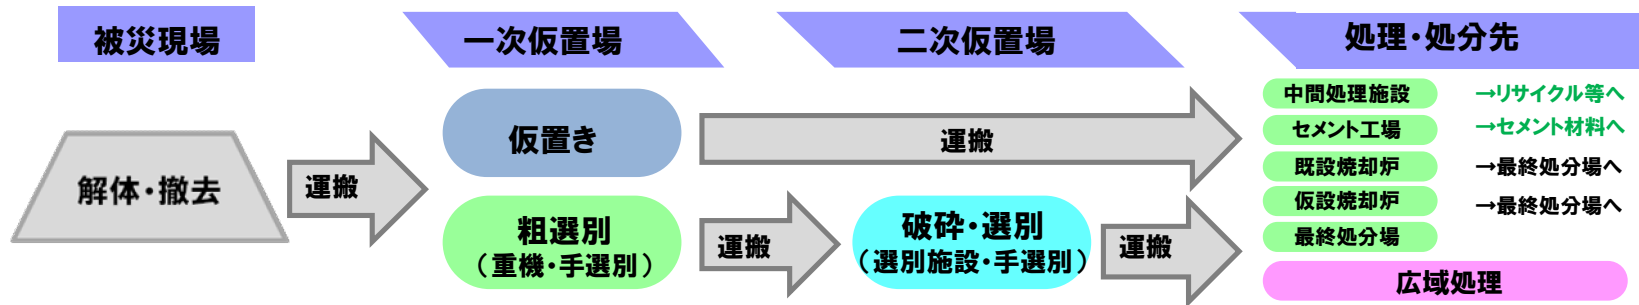 被災現場
一次仮置場
二次仮置場
処理・処分先
解体・撤去
運搬
仮置き
運搬
粗選別
（重機・手選別）
運搬
破砕・選別
（選別施設・手選別）
運搬
中間処理施設 →リサイクル等へ
セメント工場 →セメント材料へ
既設焼却炉 →最終処分場へ
仮設焼却炉 →最終処分場へ
最終処分場
広域処理